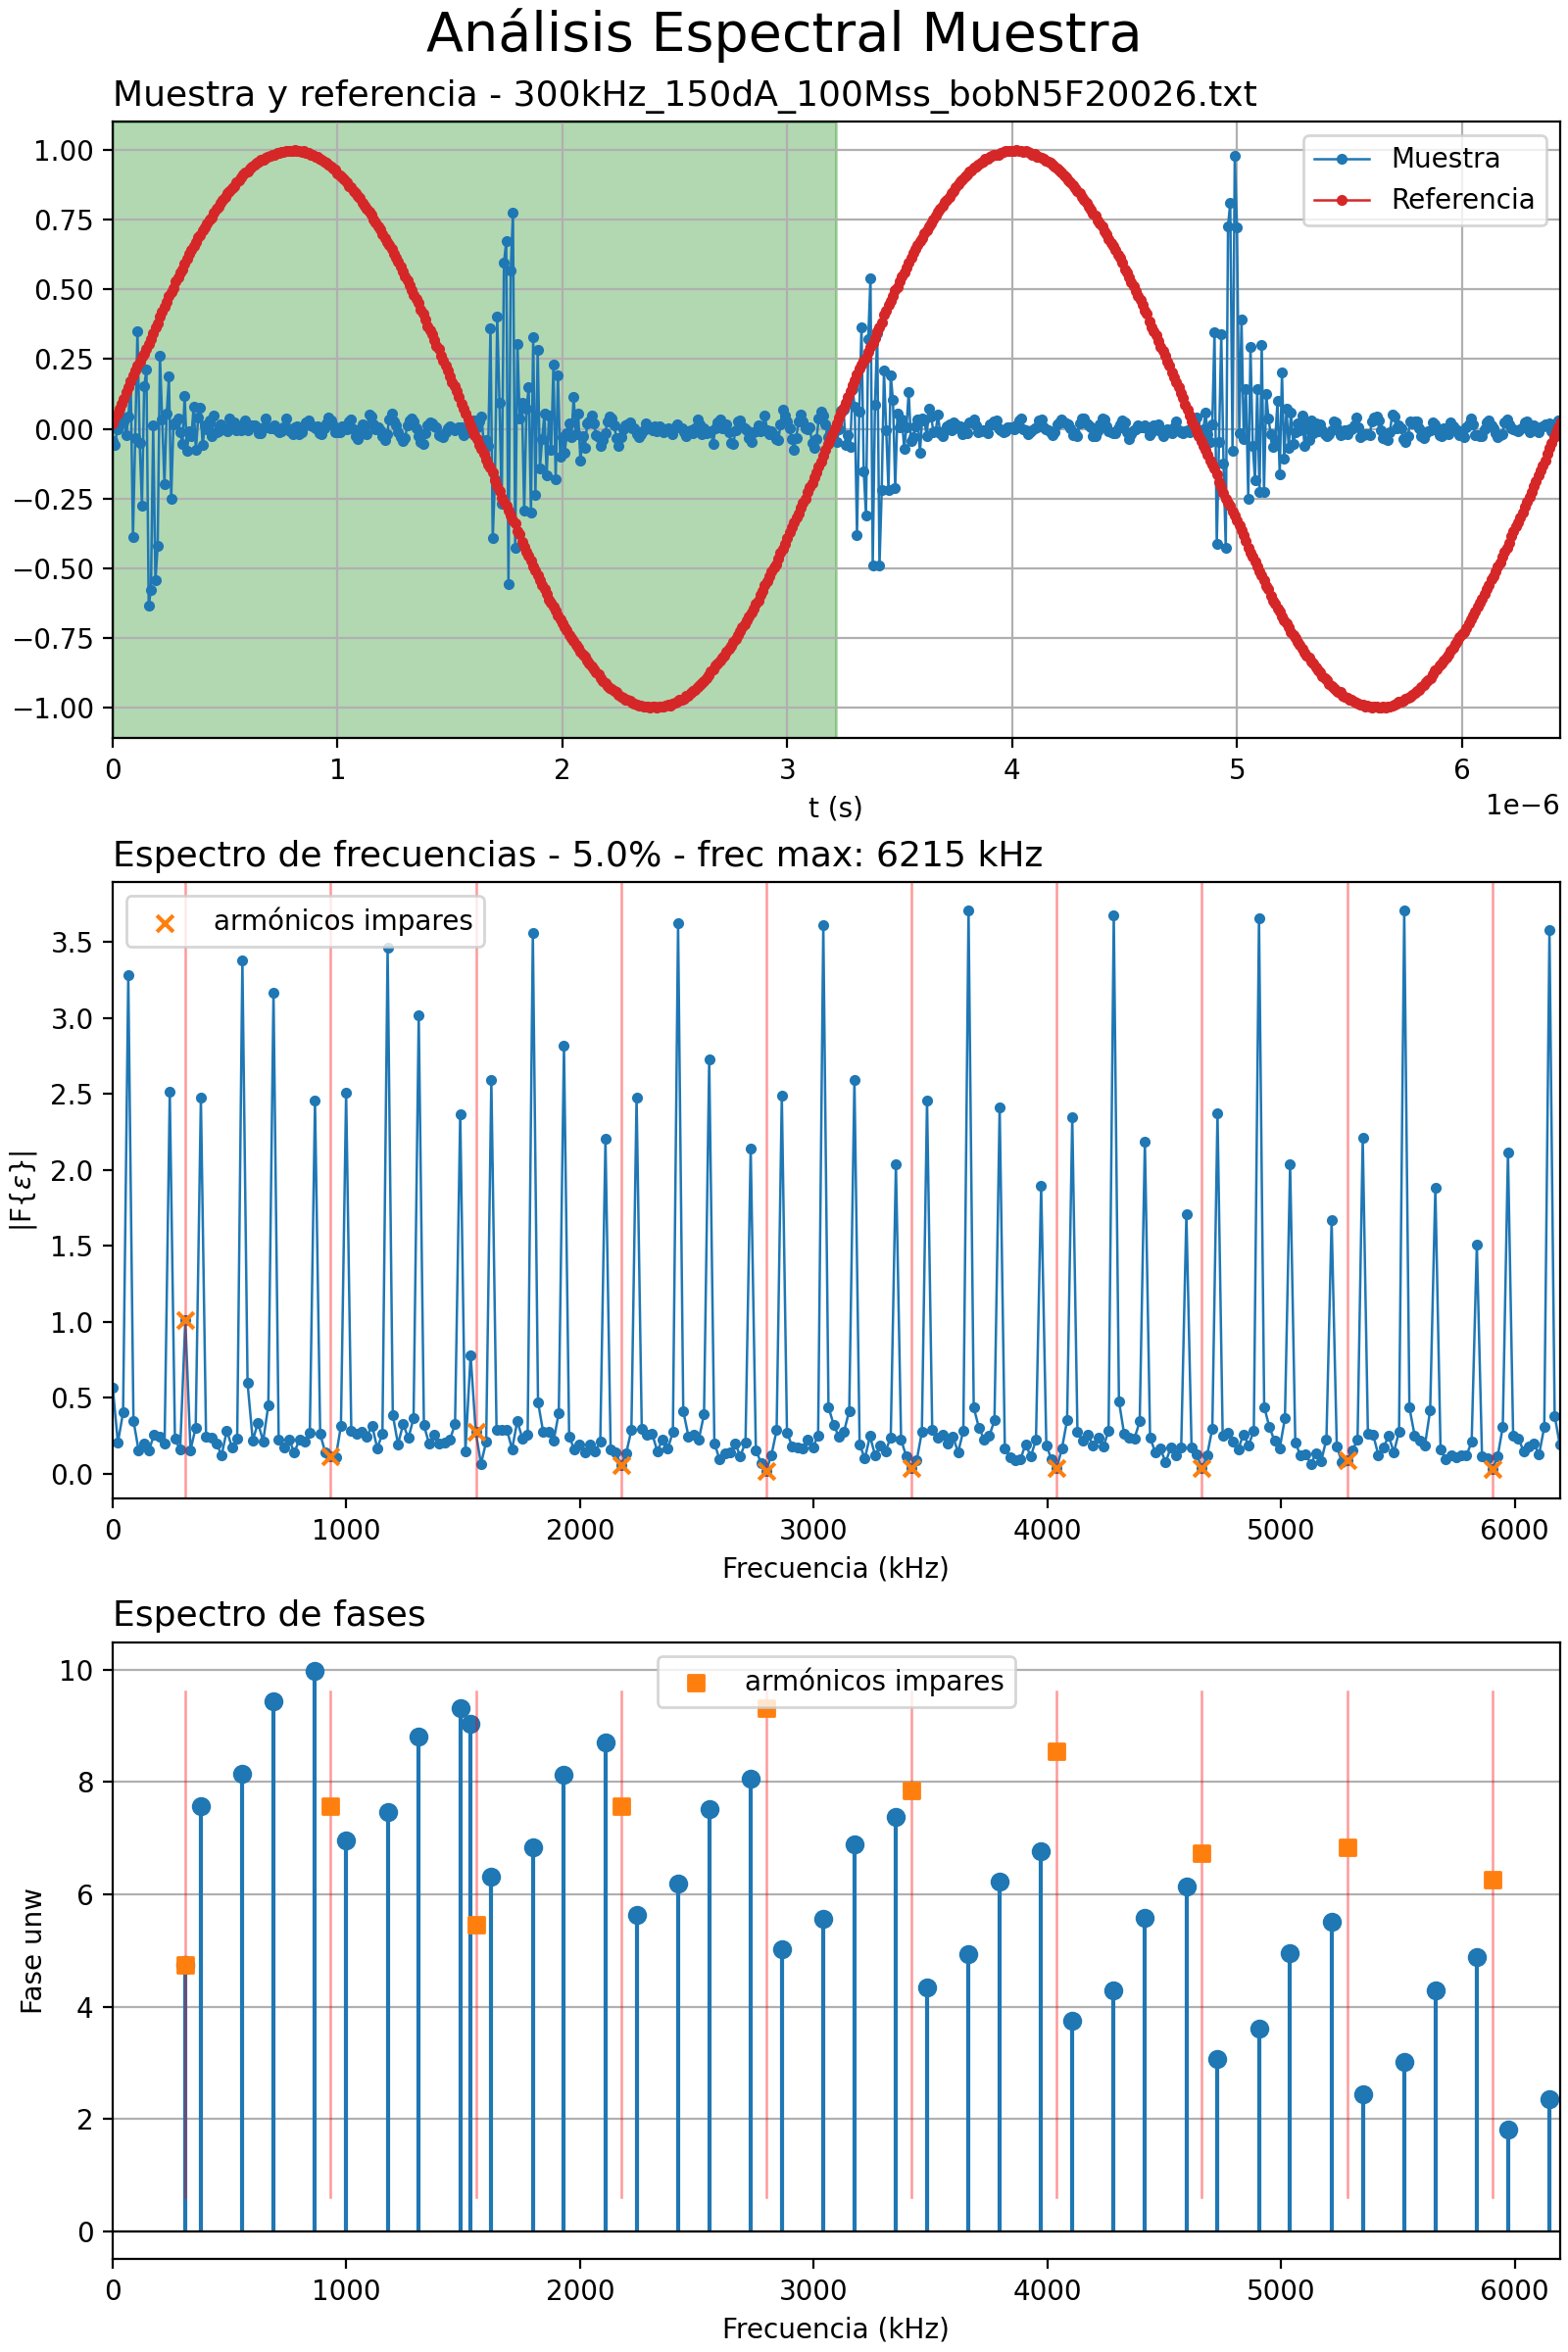 Análisis Espectral Muestra
Muestra y referencia - 300kHz_150dA_100Mss_bobN5F20026.txt
1.00
0.75
0.50
0.25
0.00
−0.25
−0.50
−0.75
−1.00
Muestra
Referencia
0 1 2 3 4 5 6
1e−6
t (s)
Espectro de frecuencias - 5.0% - frec max: 6215 kHz
armónicos impares
|F{ε}|
3.5
3.0
2.5
2.0
1.5
1.0
0.5
0.0
0 1000 2000 3000 4000 5000 6000
Frecuencia (kHz)
Espectro de fases
armónicos impares
Fase unw
10
8
6
4
2
0
0 1000 2000 3000 4000 5000 6000
Frecuencia (kHz)